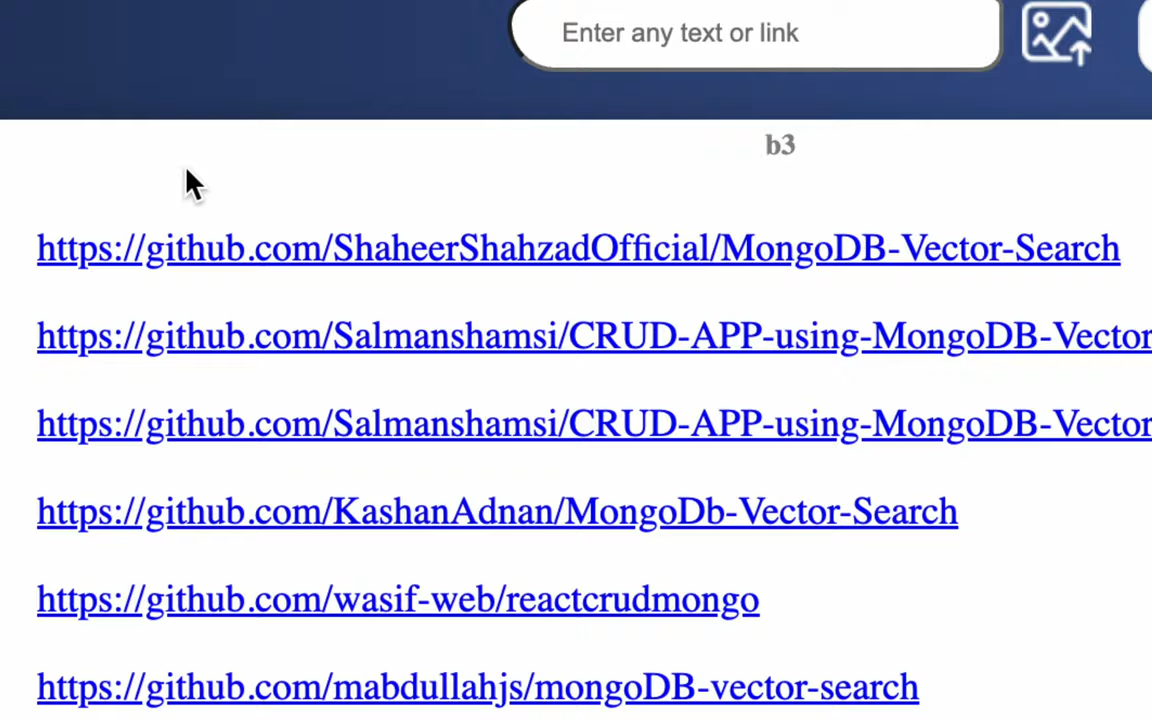 Enter any text or link
b3
https://github.com/ShaheerShahzadOfficial/MongoDB-Vector-Search
https://github.com/Salmanshamsi/CRUD-APP-using-MongoDB-Vector
https://github.com/Salmanshamsi/CRUD-APP-using-MongoDB-Vector
https://github.com/KashanAdnan/MongoDb-Vector-Search
https://github.com/wasif-web/reactcrudmongo
https://github.com/mabdullahjs/mongoDB-vector-search